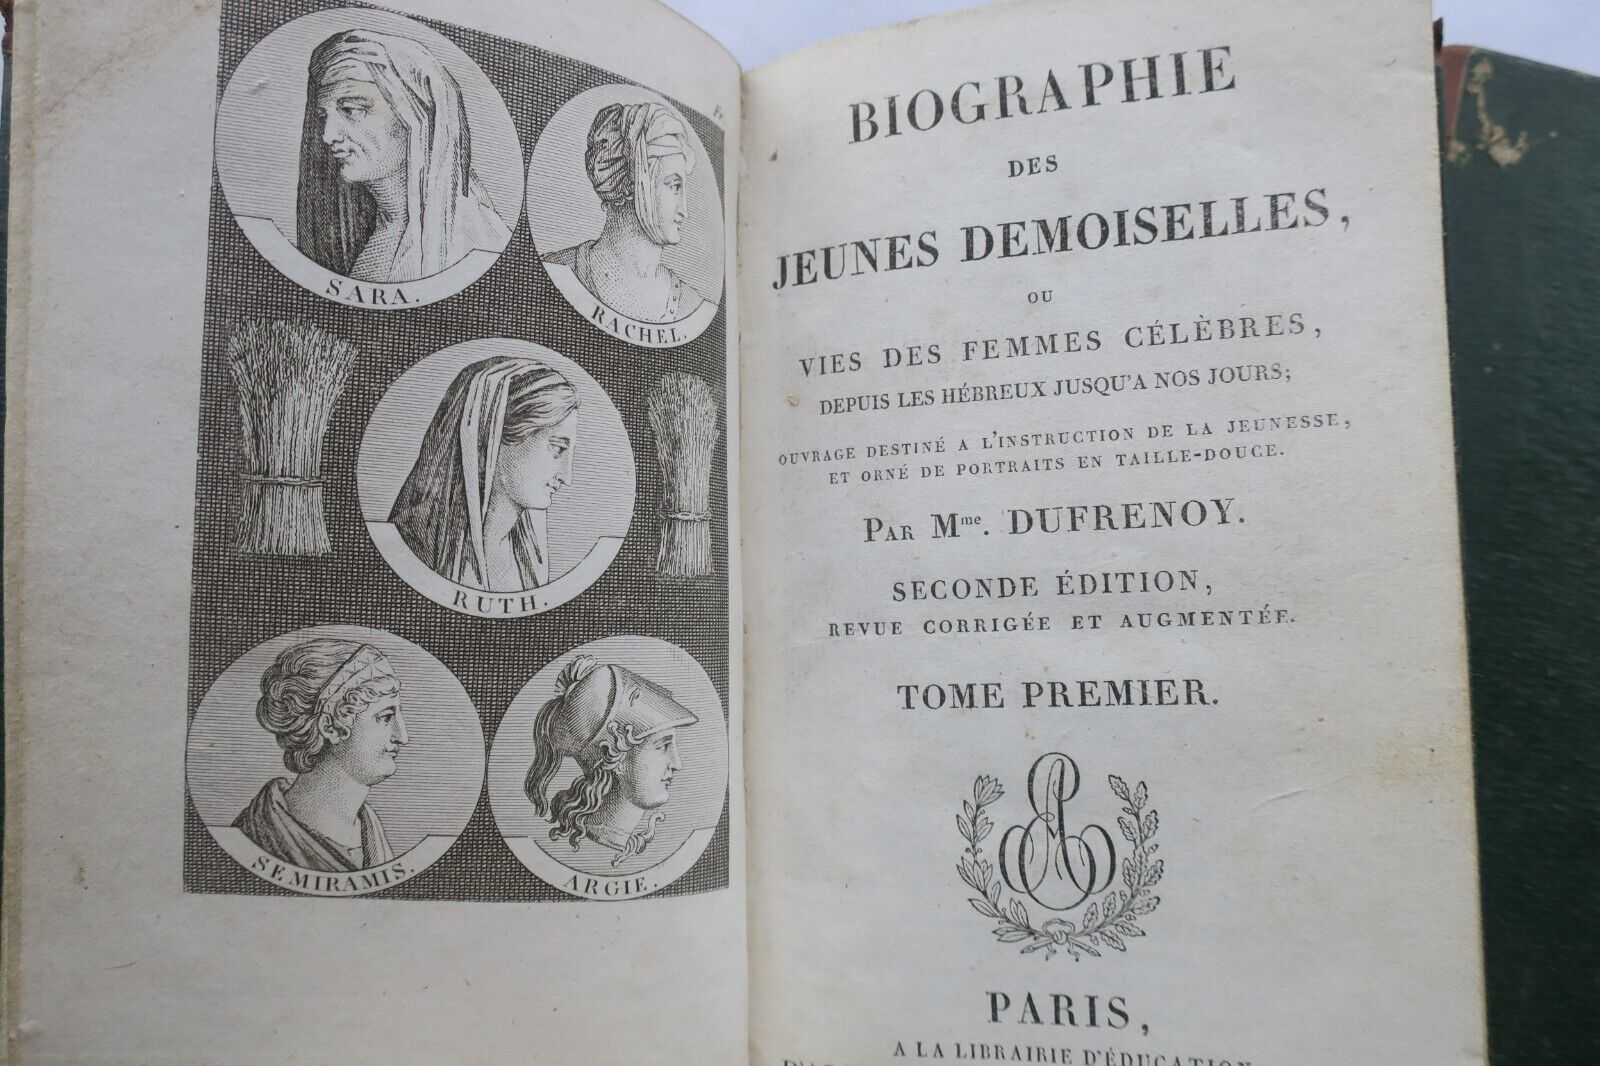 SARA.
RACHEL.
RUTH.
SEMIRAMIS.
ARGIE.
BIOGRAPHIE
DES
JEUNES DEMOISELLES,
OU
VIES DES FEMMES CÉLÈBRES,
DEPUIS LES HÉBREUX JUSQU'A NOS JOURS;
OUVRAGE DESTINÉ A L'INSTRUCTION DE LA JEUNESSE,
ET ORNÉ DE PORTRAITS EN TAILLE-DOUCE.
PAR Mme. DUFRENOY.
SECONDE ÉDITION,
REVUE CORRIGÉE ET AUGMENTÉE.
TOME PREMIER.
PARIS,
A LA LIBRAIRIE D'ÉDUCATION